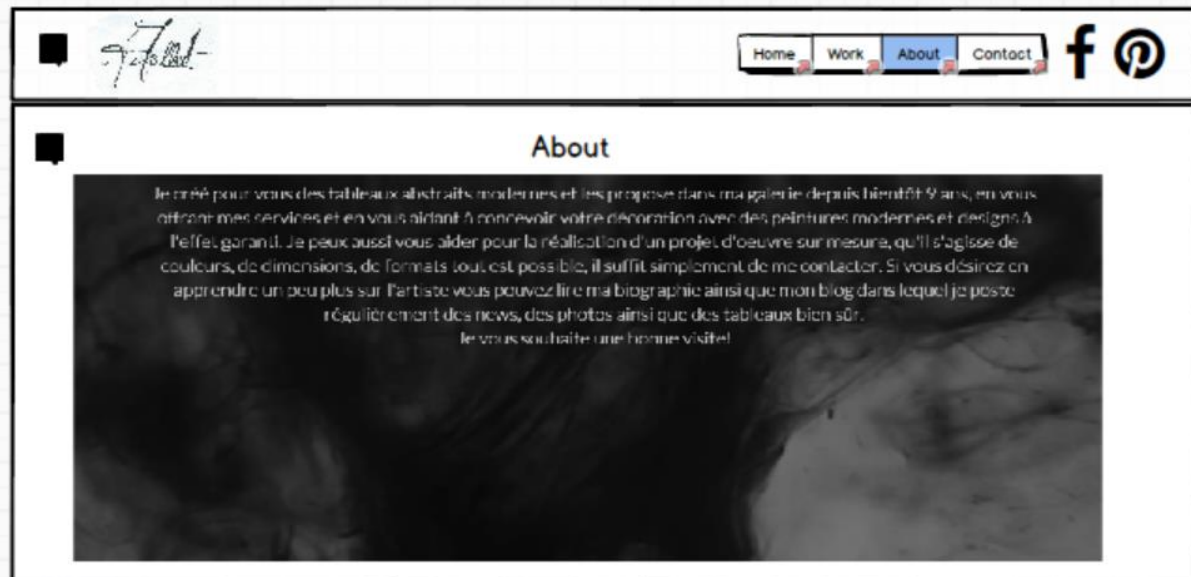 Home Work About Contact
About
Je créé pour vous des tableaux abstraits modernes et les propose dans ma galerie depuis bientôt 9 ans, en vous
offrant mes services et en vous aidant à concevoir votre décoration avec des peintures modernes et designs à
l'effet garanti. Je peux aussi vous aider pour la réalisation d'un projet d'oeuvre sur mesure, qu'il s'agisse de
couleurs, de dimensions, de formats tout est possible, il suffit simplement de me contacter. Si vous désirez en
apprendre un peu plus sur l'artiste vous pouvez lire ma biographie ainsi que mon blog dans lequel je poste
régulièrement des news, des photos ainsi que des tableaux bien sûr.
Je vous souhaite une bonne visite!